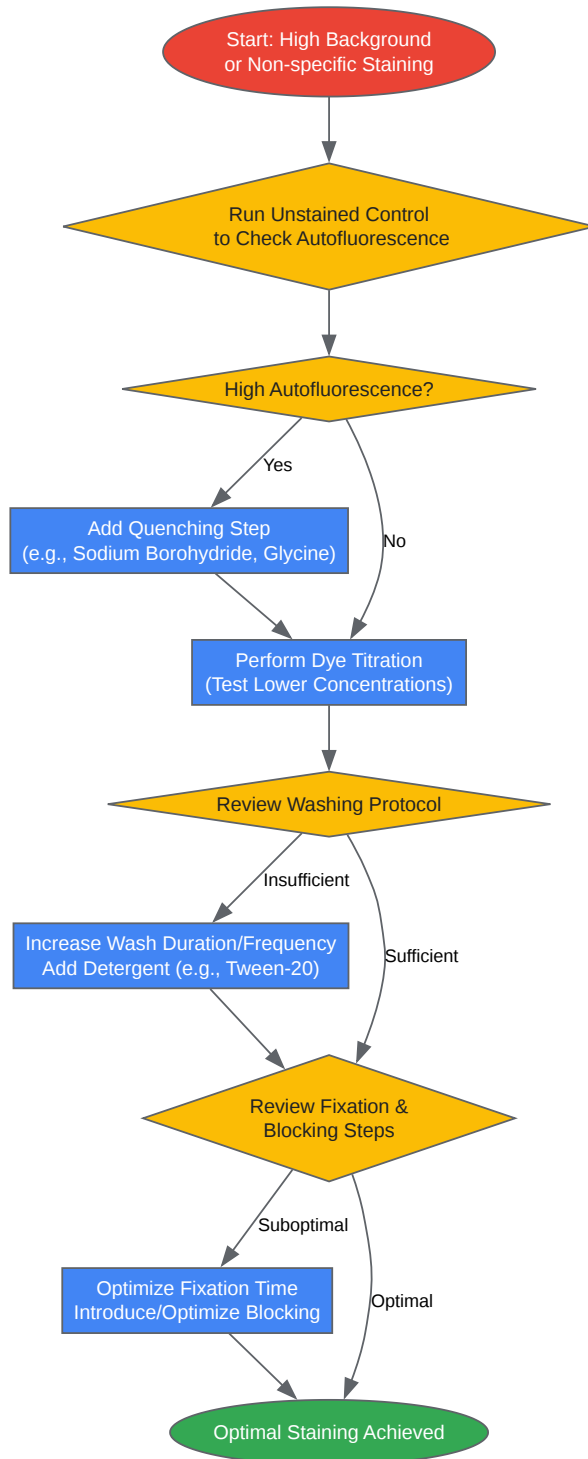 Start: High Background
or Non-specific Staining
Run Unstained Control
to Check Autofluorescence
High Autofluorescence?
Yes
Add Quenching Step
(e.g., Sodium Borohydride, Glycine)
No
Perform Dye Titration
(Test Lower Concentrations)
Review Washing Protocol
Insufficient
Increase Wash Duration/Frequency
Add Detergent (e.g., Tween-20)
Sufficient
Review Fixation &
Blocking Steps
Suboptimal
Optimize Fixation Time
Introduce/Optimize Blocking
Optimal
Optimal Staining Achieved